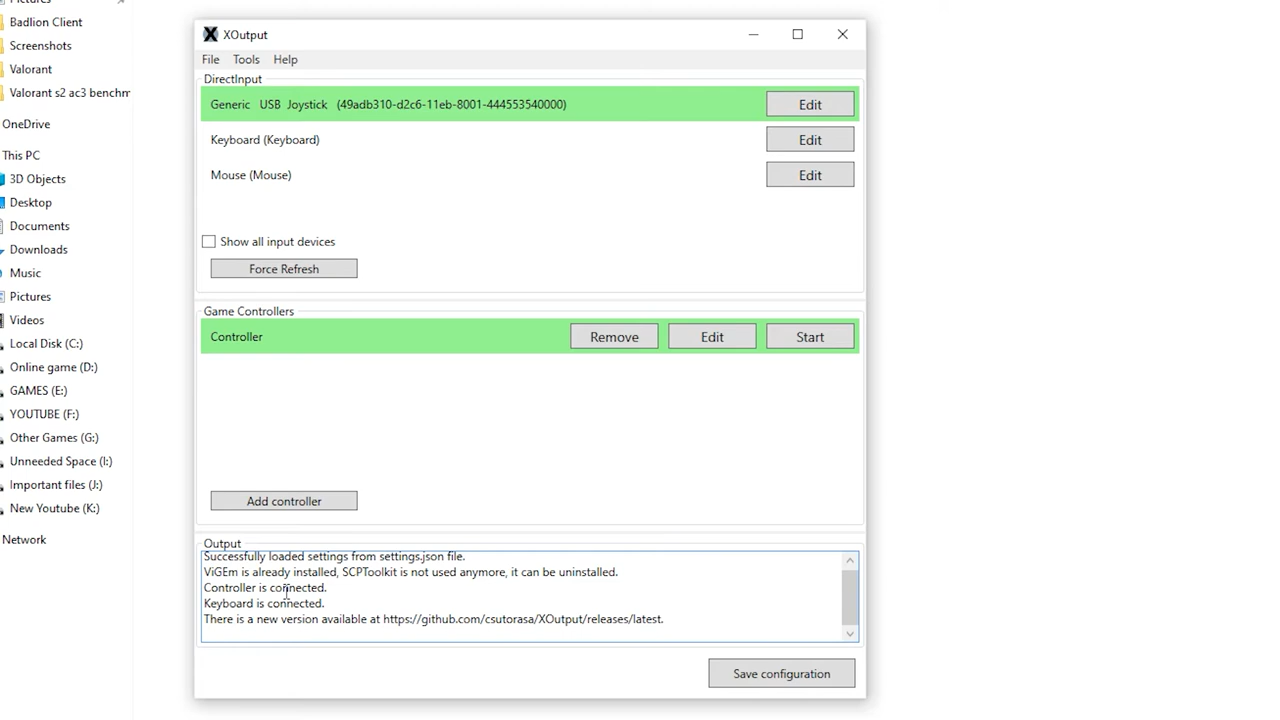 Pictures
Badlion Client
Screenshots
Valorant
Valorant s2 ac3 benchm
OneDrive
This PC
3D Objects
Desktop
Documents
Downloads
Music
Pictures
Videos
Local Disk (C:)
Online game (D:)
GAMES (E:)
YOUTUBE (F:)
Other Games (G:)
Unneeded Space (I:)
Important files (J:)
New Youtube (K:)
Network
XOutput
File Tools Help
DirectInput
Generic USB Joystick (49adb310-d2c6-11eb-8001-444553540000) Edit
Keyboard (Keyboard) Edit
Mouse (Mouse) Edit
Show all input devices
Force Refresh
Game Controllers
Controller Remove Edit Start
Add controller
Output
Successfully loaded settings from settings.json file.
ViGEm is already installed, SCPToolkit is not used anymore, it can be uninstalled.
Controller is connected.
Keyboard is connected.
There is a new version available at https://github.com/csutorasa/XOutput/releases/latest.
Save configuration